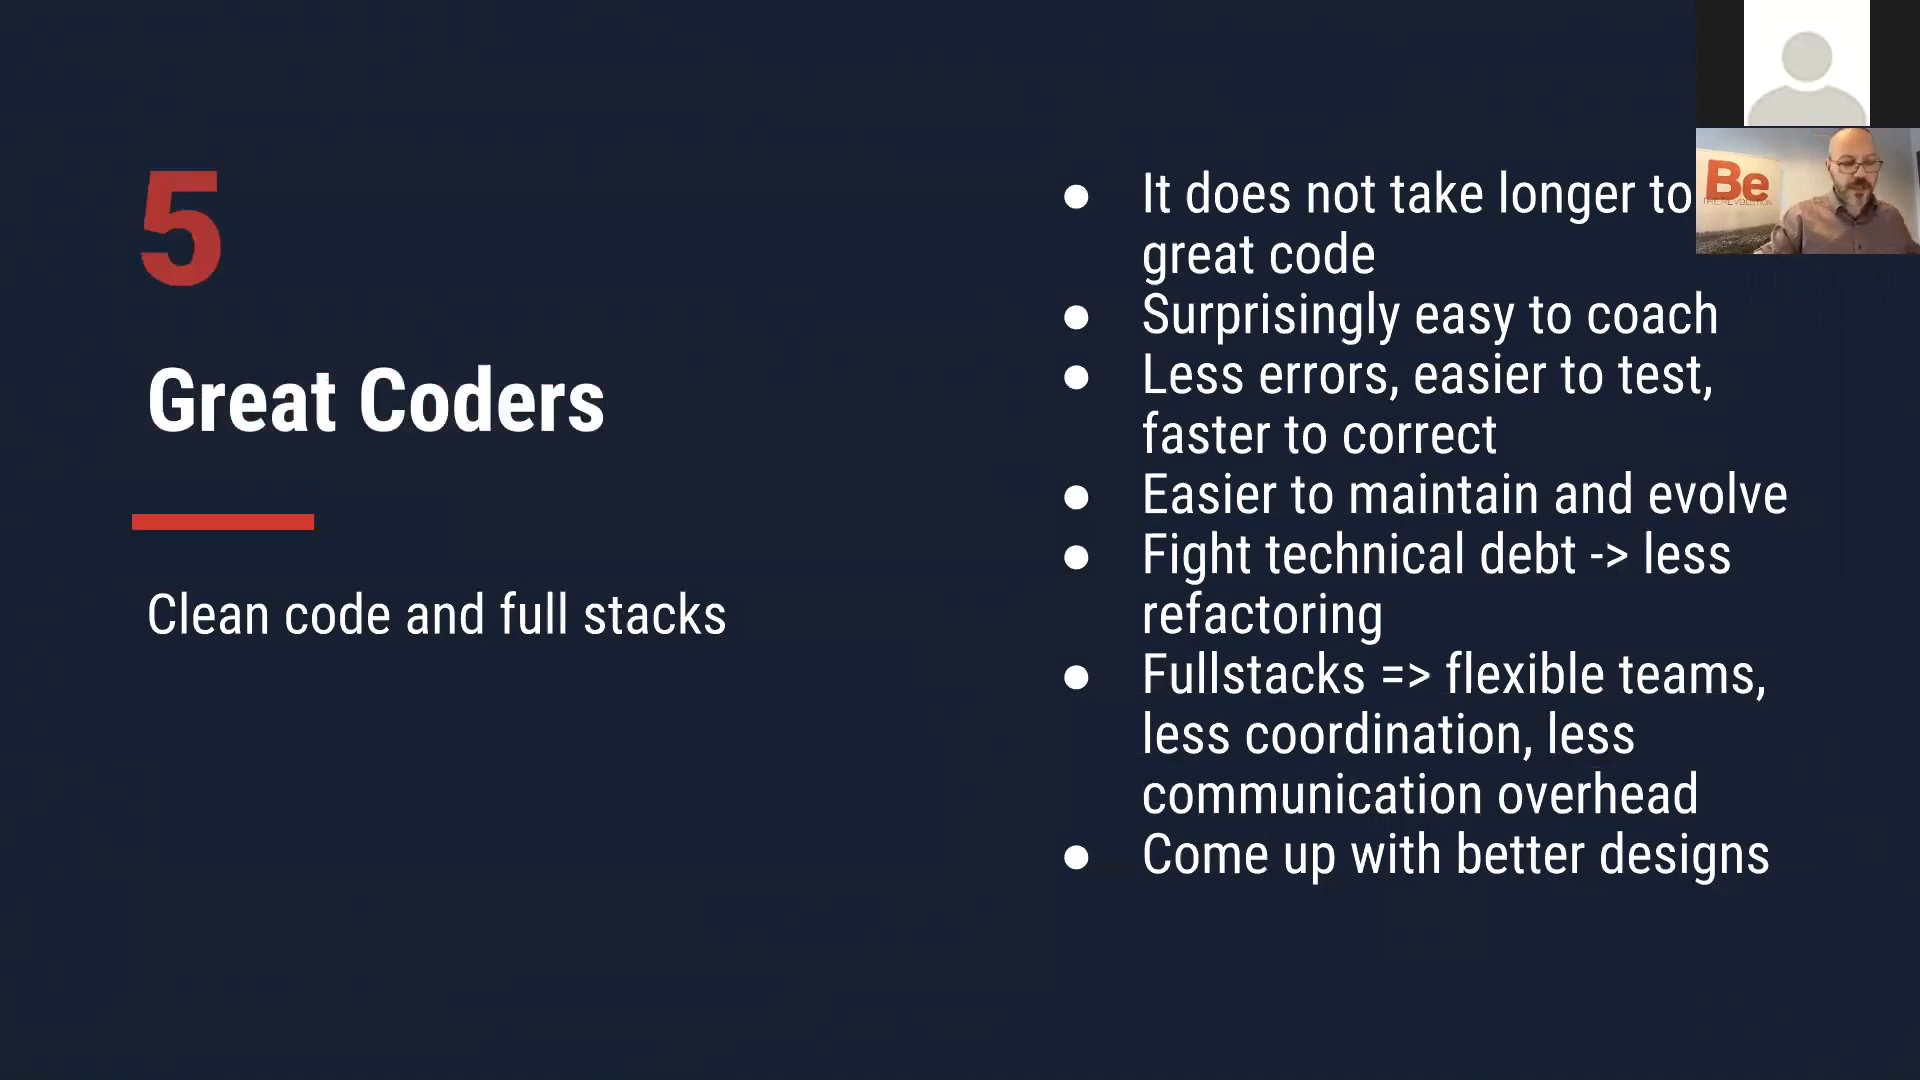 5
Great Coders
Clean code and full stacks
● It does not take longer to
great code
● Surprisingly easy to coach
● Less errors, easier to test,
faster to correct
● Easier to maintain and evolve
● Fight technical debt -> less
refactoring
● Fullstacks => flexible teams,
less coordination, less
communication overhead
● Come up with better designs
Be
THE REVOLUTION